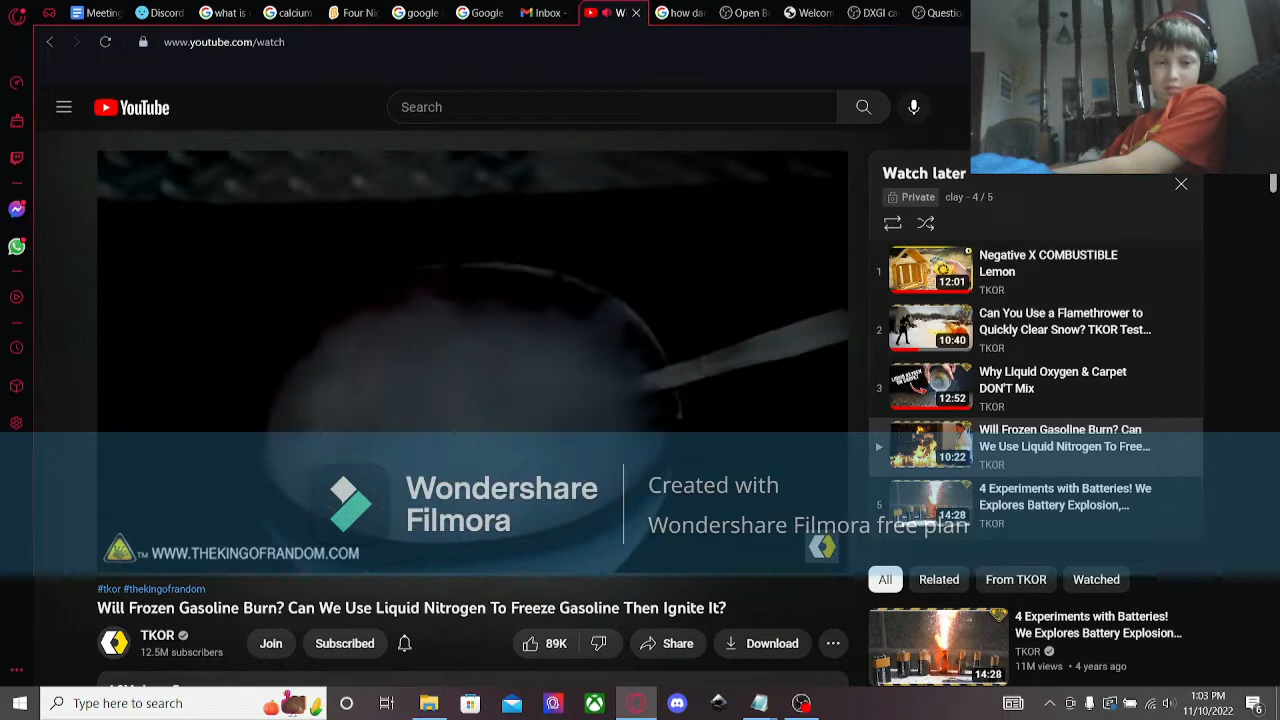 Meeting
Discord
what is
calcium
Four Ni
google
Google
Inbox -
Wi
how dar
Open Br
Welcom
DXGI ca
Questio
www.youtube.com/watch
YouTube
Search
Watch later
Private
clay - 4 / 5
1
Negative X COMBUSTIBLE
Lemon
TKOR
12:01
2
Can You Use a Flamethrower to
Quickly Clear Snow? TKOR Test...
TKOR
10:40
3
Why Liquid Oxygen & Carpet
DON'T Mix
TKOR
12:52
Will Frozen Gasoline Burn? Can
We Use Liquid Nitrogen To Free...
TKOR
10:22
5
4 Experiments with Batteries! We
Explores Battery Explosion,...
TKOR
14:28
Wondershare
Filmora
Created with
Wondershare Filmora free plan
TM WWW.THEKINGOFRANDOM.COM
#tkor #thekingofrandom
Will Frozen Gasoline Burn? Can We Use Liquid Nitrogen To Freeze Gasoline Then Ignite It?
TKOR
12.5M subscribers
Join
Subscribed
89K
Share
Download
All
Related
From TKOR
Watched
4 Experiments with Batteries!
We Explores Battery Explosion...
TKOR
11M views • 4 years ago
14:28
Type here to search
1:03 PM
11/10/2022
6